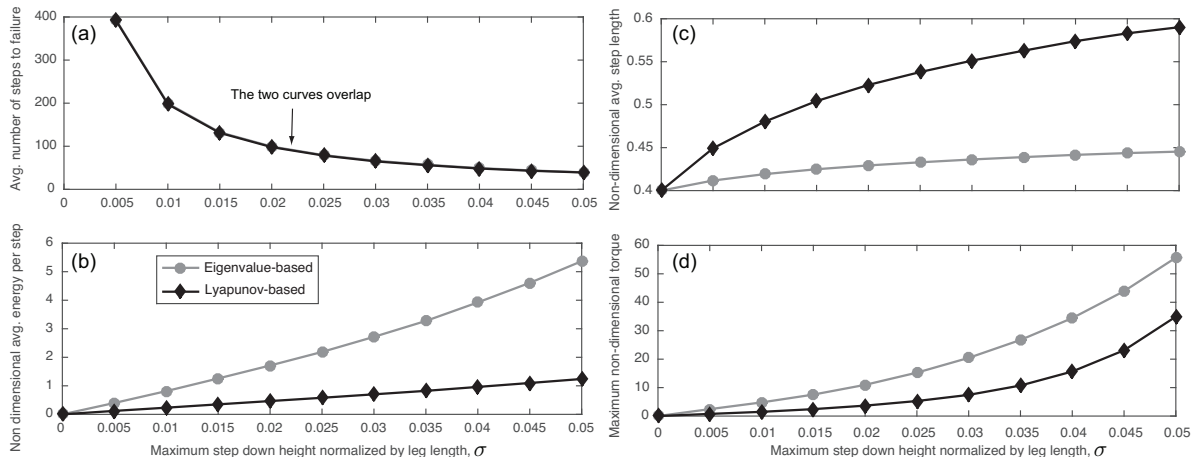 (a)
Avg. number of steps to failure
400
300
200
100
0
The two curves overlap
0 0.005 0.01 0.015 0.02 0.025 0.03 0.035 0.04 0.045 0.05
(b)
Non dimensional avg. energy per step
6
5
4
3
2
1
0
Eigenvalue-based
Lyapunov-based
0 0.005 0.01 0.015 0.02 0.025 0.03 0.035 0.04 0.045 0.05
Maximum step down height normalized by leg length, σ
(c)
Non-dimensional avg. step length
0.6
0.55
0.5
0.45
0.4
0 0.005 0.01 0.015 0.02 0.025 0.03 0.035 0.04 0.045 0.05
(d)
Maximum non-dimensional torque
60
50
40
30
20
10
0
0 0.005 0.01 0.015 0.02 0.025 0.03 0.035 0.04 0.045 0.05
Maximum step down height normalized by leg length, σ